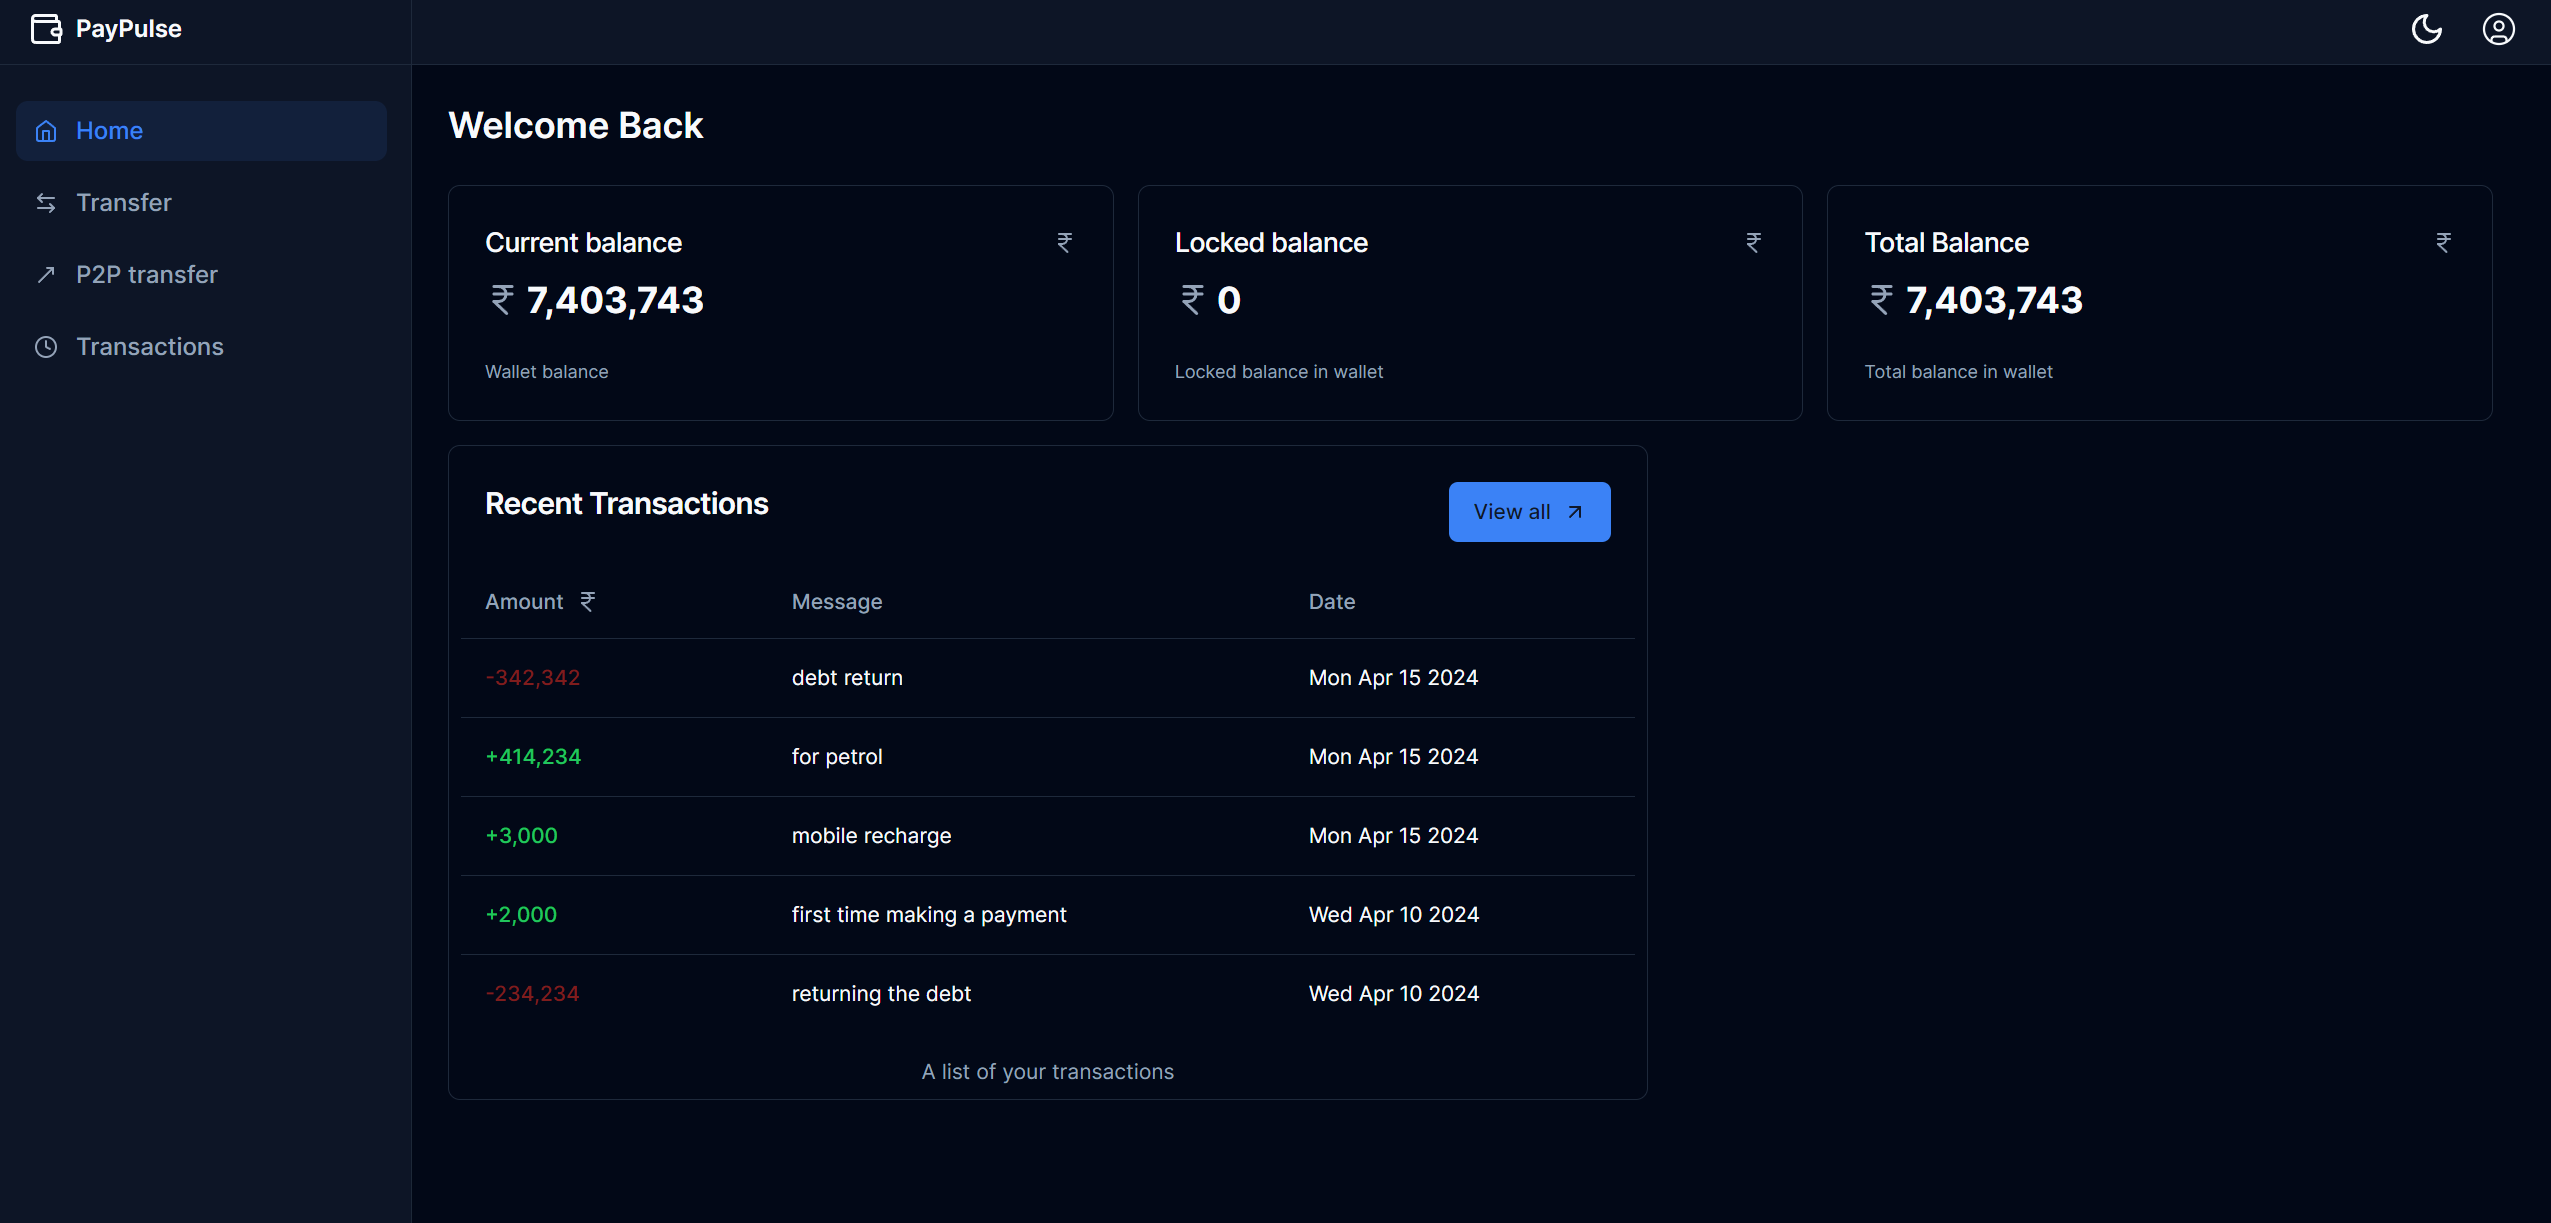 PayPulse
Home
Transfer
P2P transfer
Transactions
Welcome Back
Current balance ₹
₹ 7,403,743
Wallet balance
Locked balance ₹
₹ 0
Locked balance in wallet
Total Balance ₹
₹ 7,403,743
Total balance in wallet
Recent Transactions
View all
Amount ₹ Message Date
-342,342 debt return Mon Apr 15 2024
+414,234 for petrol Mon Apr 15 2024
+3,000 mobile recharge Mon Apr 15 2024
+2,000 first time making a payment Wed Apr 10 2024
-234,234 returning the debt Wed Apr 10 2024
A list of your transactions